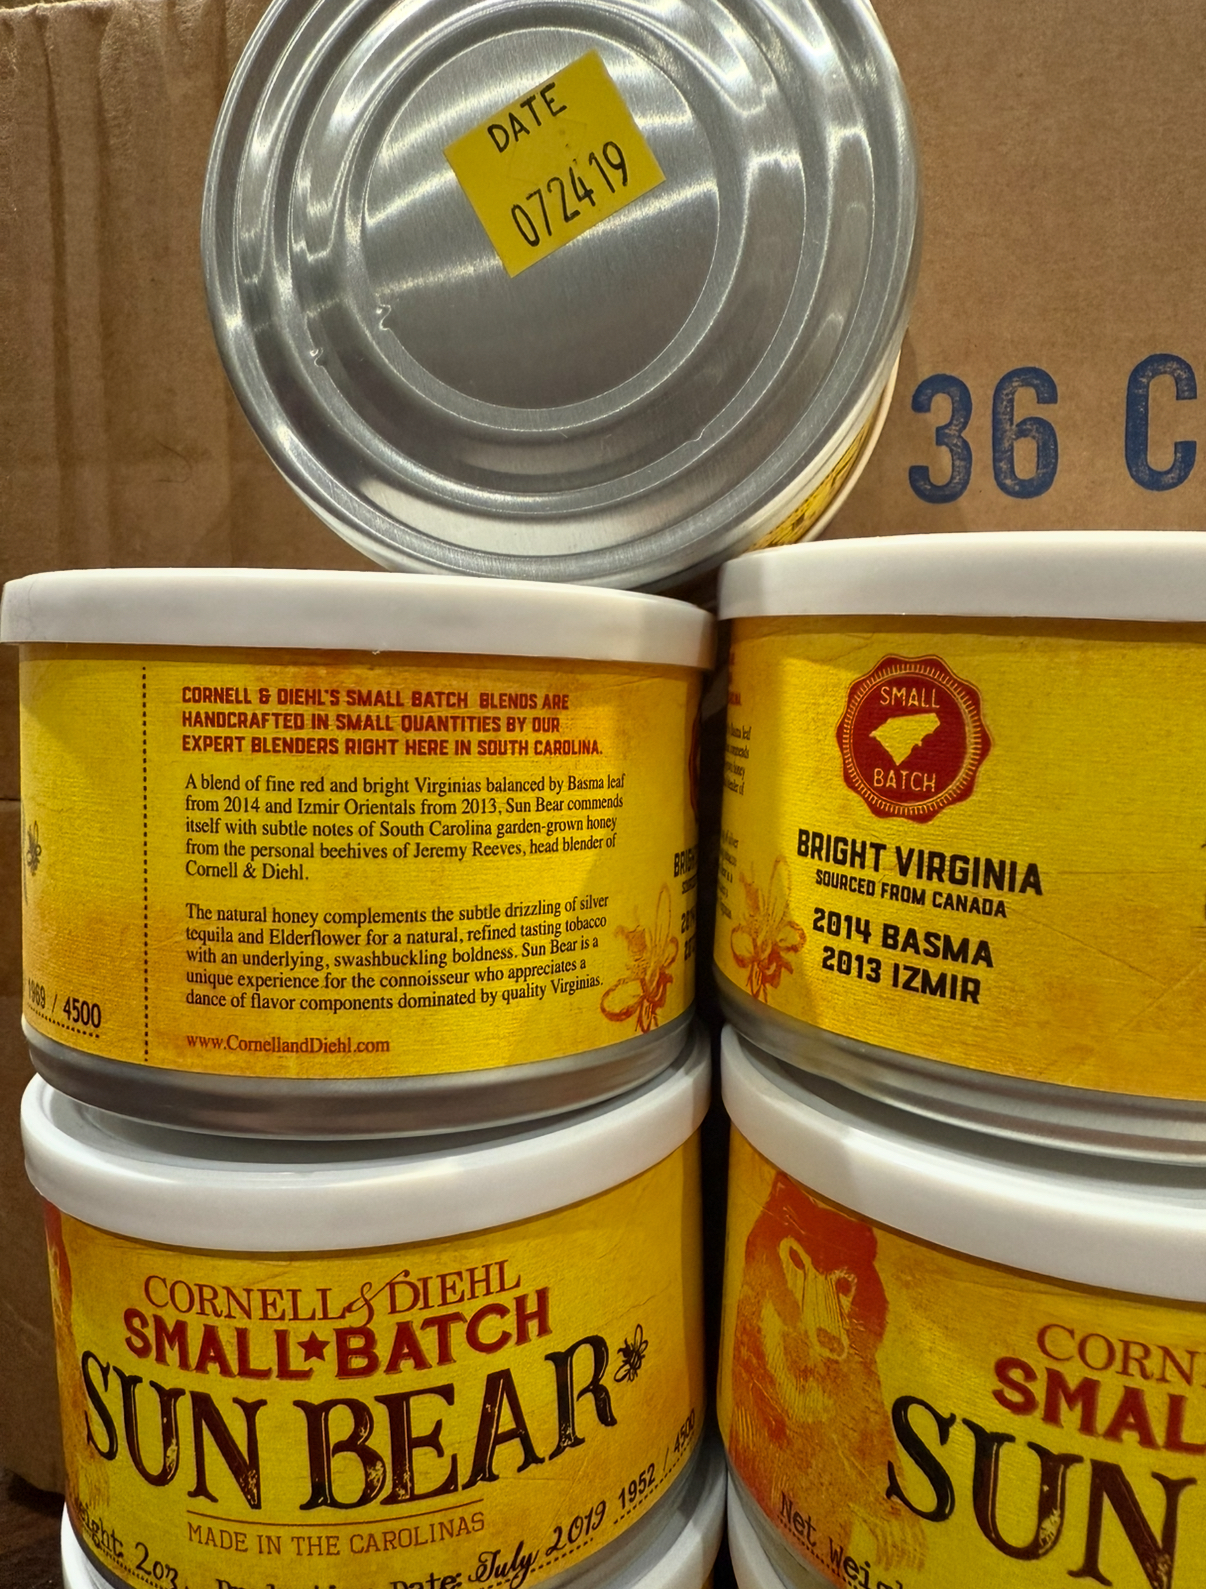 DATE
072419
36 C
CORNELL & DIEHL'S SMALL BATCH BLENDS ARE
HANDCRAFTED IN SMALL QUANTITIES BY OUR
EXPERT BLENDERS RIGHT HERE IN SOUTH CAROLINA.
A blend of fine red and bright Virginias balanced by Basma leaf
from 2014 and Izmir Orientals from 2013, Sun Bear commends
itself with subtle notes of South Carolina garden-grown honey
from the personal beehives of Jeremy Reeves, head blender of
Cornell & Diehl.
The natural honey complements the subtle drizzling of silver
tequila and Elderflower for a natural, refined tasting tobacco
with an underlying, swashbuckling boldness. Sun Bear is a
unique experience for the connoisseur who appreciates a
dance of flavor components dominated by quality Virginias.
www.CornellandDiehl.com
1969 / 4500
SMALL
BATCH
BRIGHT VIRGINIA
SOURCED FROM CANADA
2014 BASMA
2013 IZMIR
CORNELL & DIEHL
SMALL★BATCH
SUN BEAR
MADE IN THE CAROLINAS
2oz.
Date: July 2019 1952 / 4500
CORN
SMAL
SUN
Net Weig